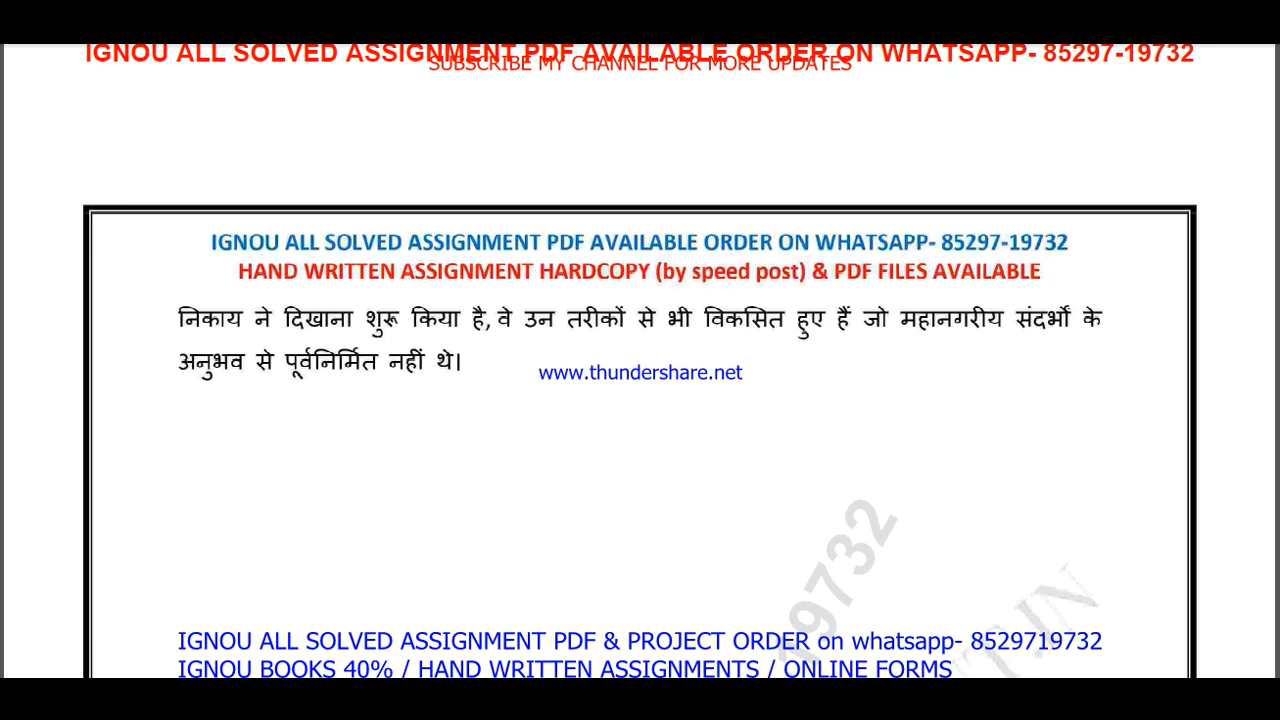 IGNOU ALL SOLVED ASSIGNMENT PDF AVAILABLE ORDER ON WHATSAPP- 85297-19732
SUBSCRIBE MY CHANNEL FOR MORE UPDATES
IGNOU ALL SOLVED ASSIGNMENT PDF AVAILABLE ORDER ON WHATSAPP- 85297-19732
HAND WRITTEN ASSIGNMENT HARDCOPY (by speed post) & PDF FILES AVAILABLE
निकाय ने दिखाना शुरू किया है, वे उन तरीकों से भी विकसित हुए हैं जो महानगरीय संदर्भों के
अनुभव से पूर्वनिर्मित नहीं थे।
www.thundershare.net
19732
IGNOU ALL SOLVED ASSIGNMENT PDF & PROJECT ORDER on whatsapp- 8529719732
IGNOU BOOKS 40% / HAND WRITTEN ASSIGNMENTS / ONLINE FORMS